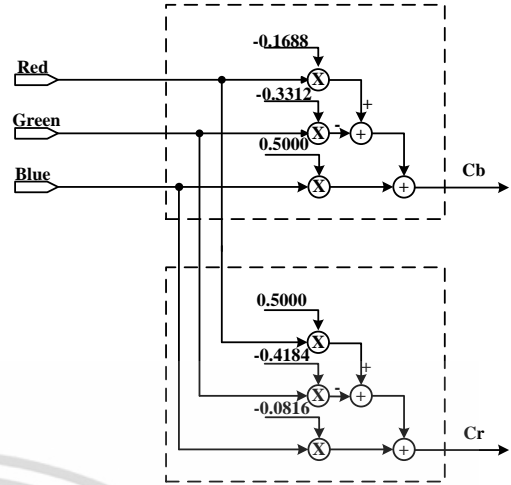 -0.1688
Red
X
-0.3312
+
Green
X
-
+
0.5000
Blue
X
+
Cb
0.5000
X
-0.4184
+
X
-
+
-0.0816
X
+
Cr